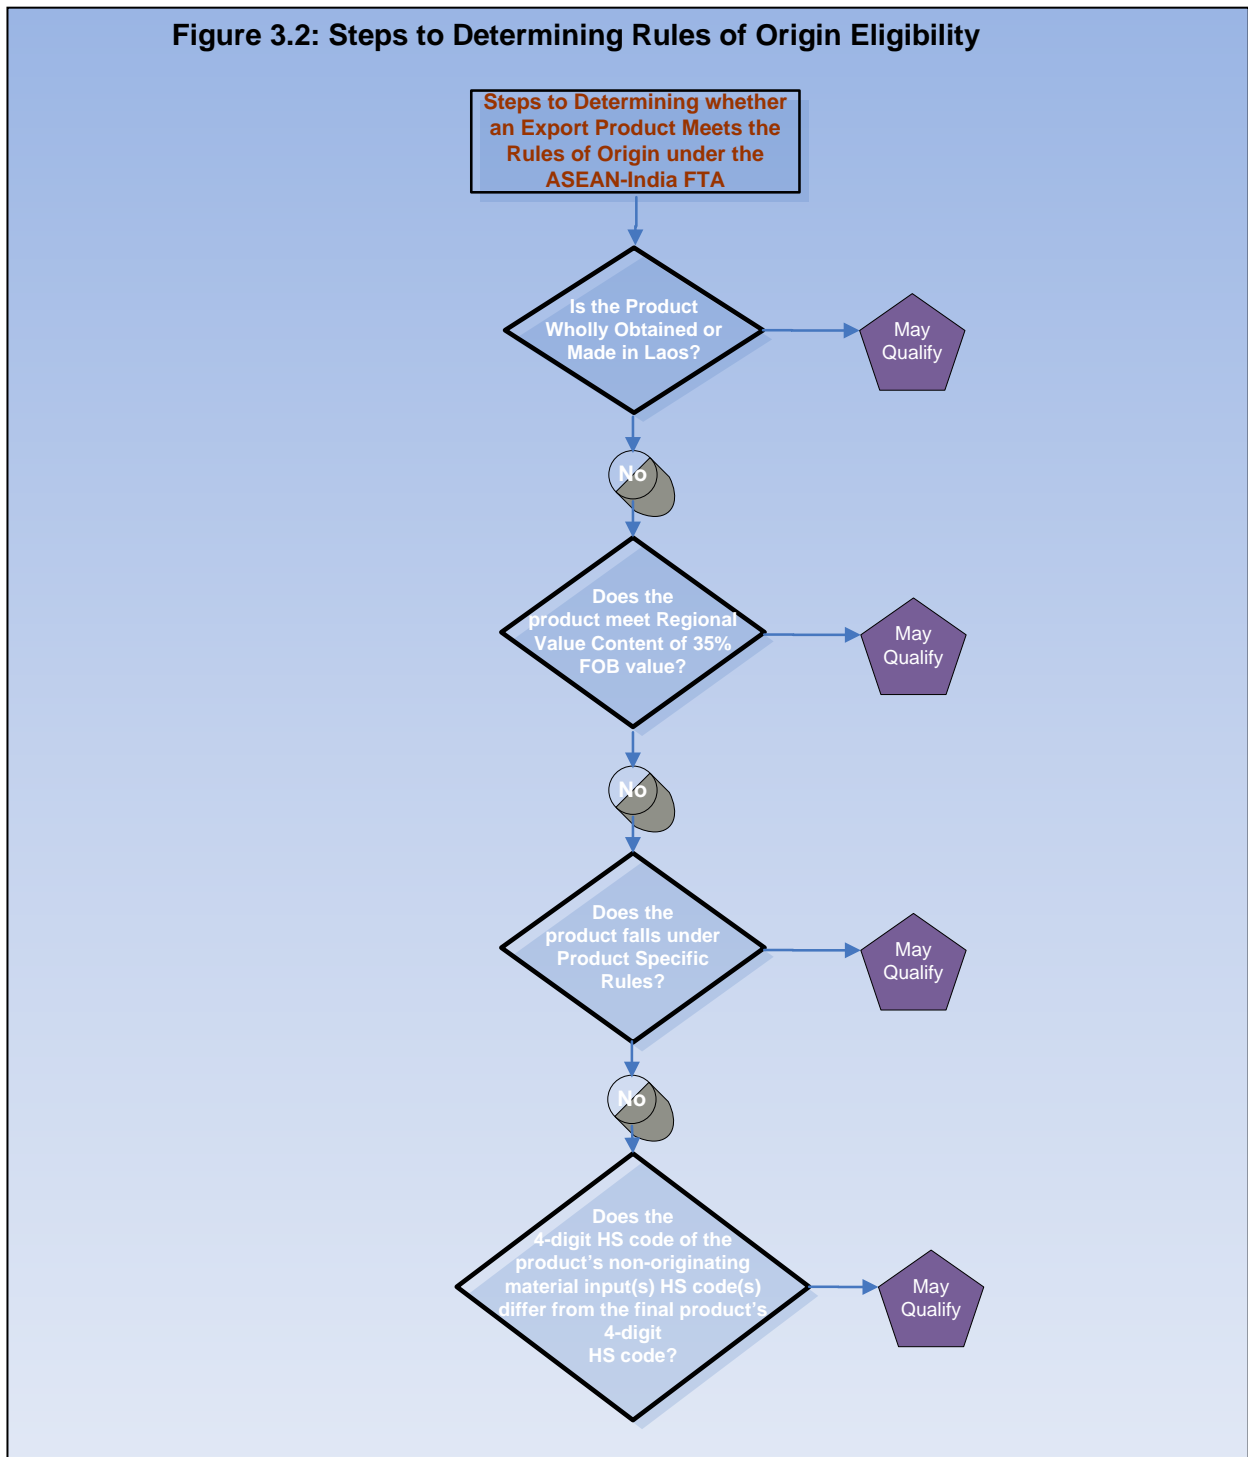 Figure 3.2: Steps to Determining Rules of Origin Eligibility
Steps to Determining whether
an Export Product Meets the
Rules of Origin under the
ASEAN-India FTA
Is the Product
Wholly Obtained or
Made in Laos?
May
Qualify
No
Does the
product meet Regional
Value Content of 35%
FOB value?
May
Qualify
No
Does the
product falls under
Product Specific
Rules?
May
Qualify
No
Does the
4-digit HS code of the
product’s non-originating
material input(s) HS code(s)
differ from the final product’s
4-digit
HS code?
May
Qualify